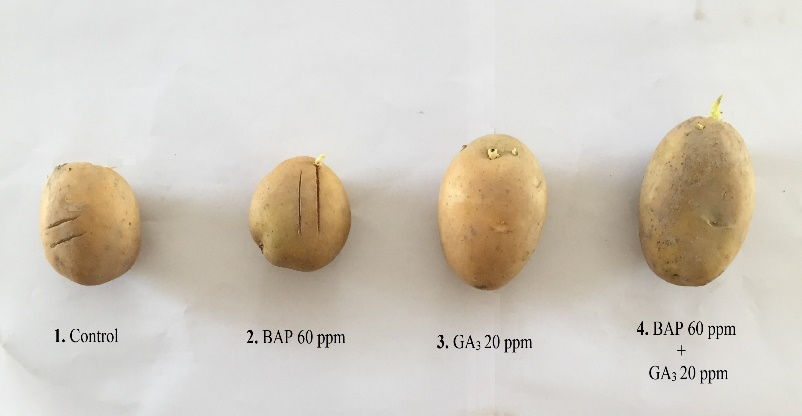 1. Control
2. BAP 60 ppm
3. GA₃ 20 ppm
4. BAP 60 ppm
+
GA₃ 20 ppm